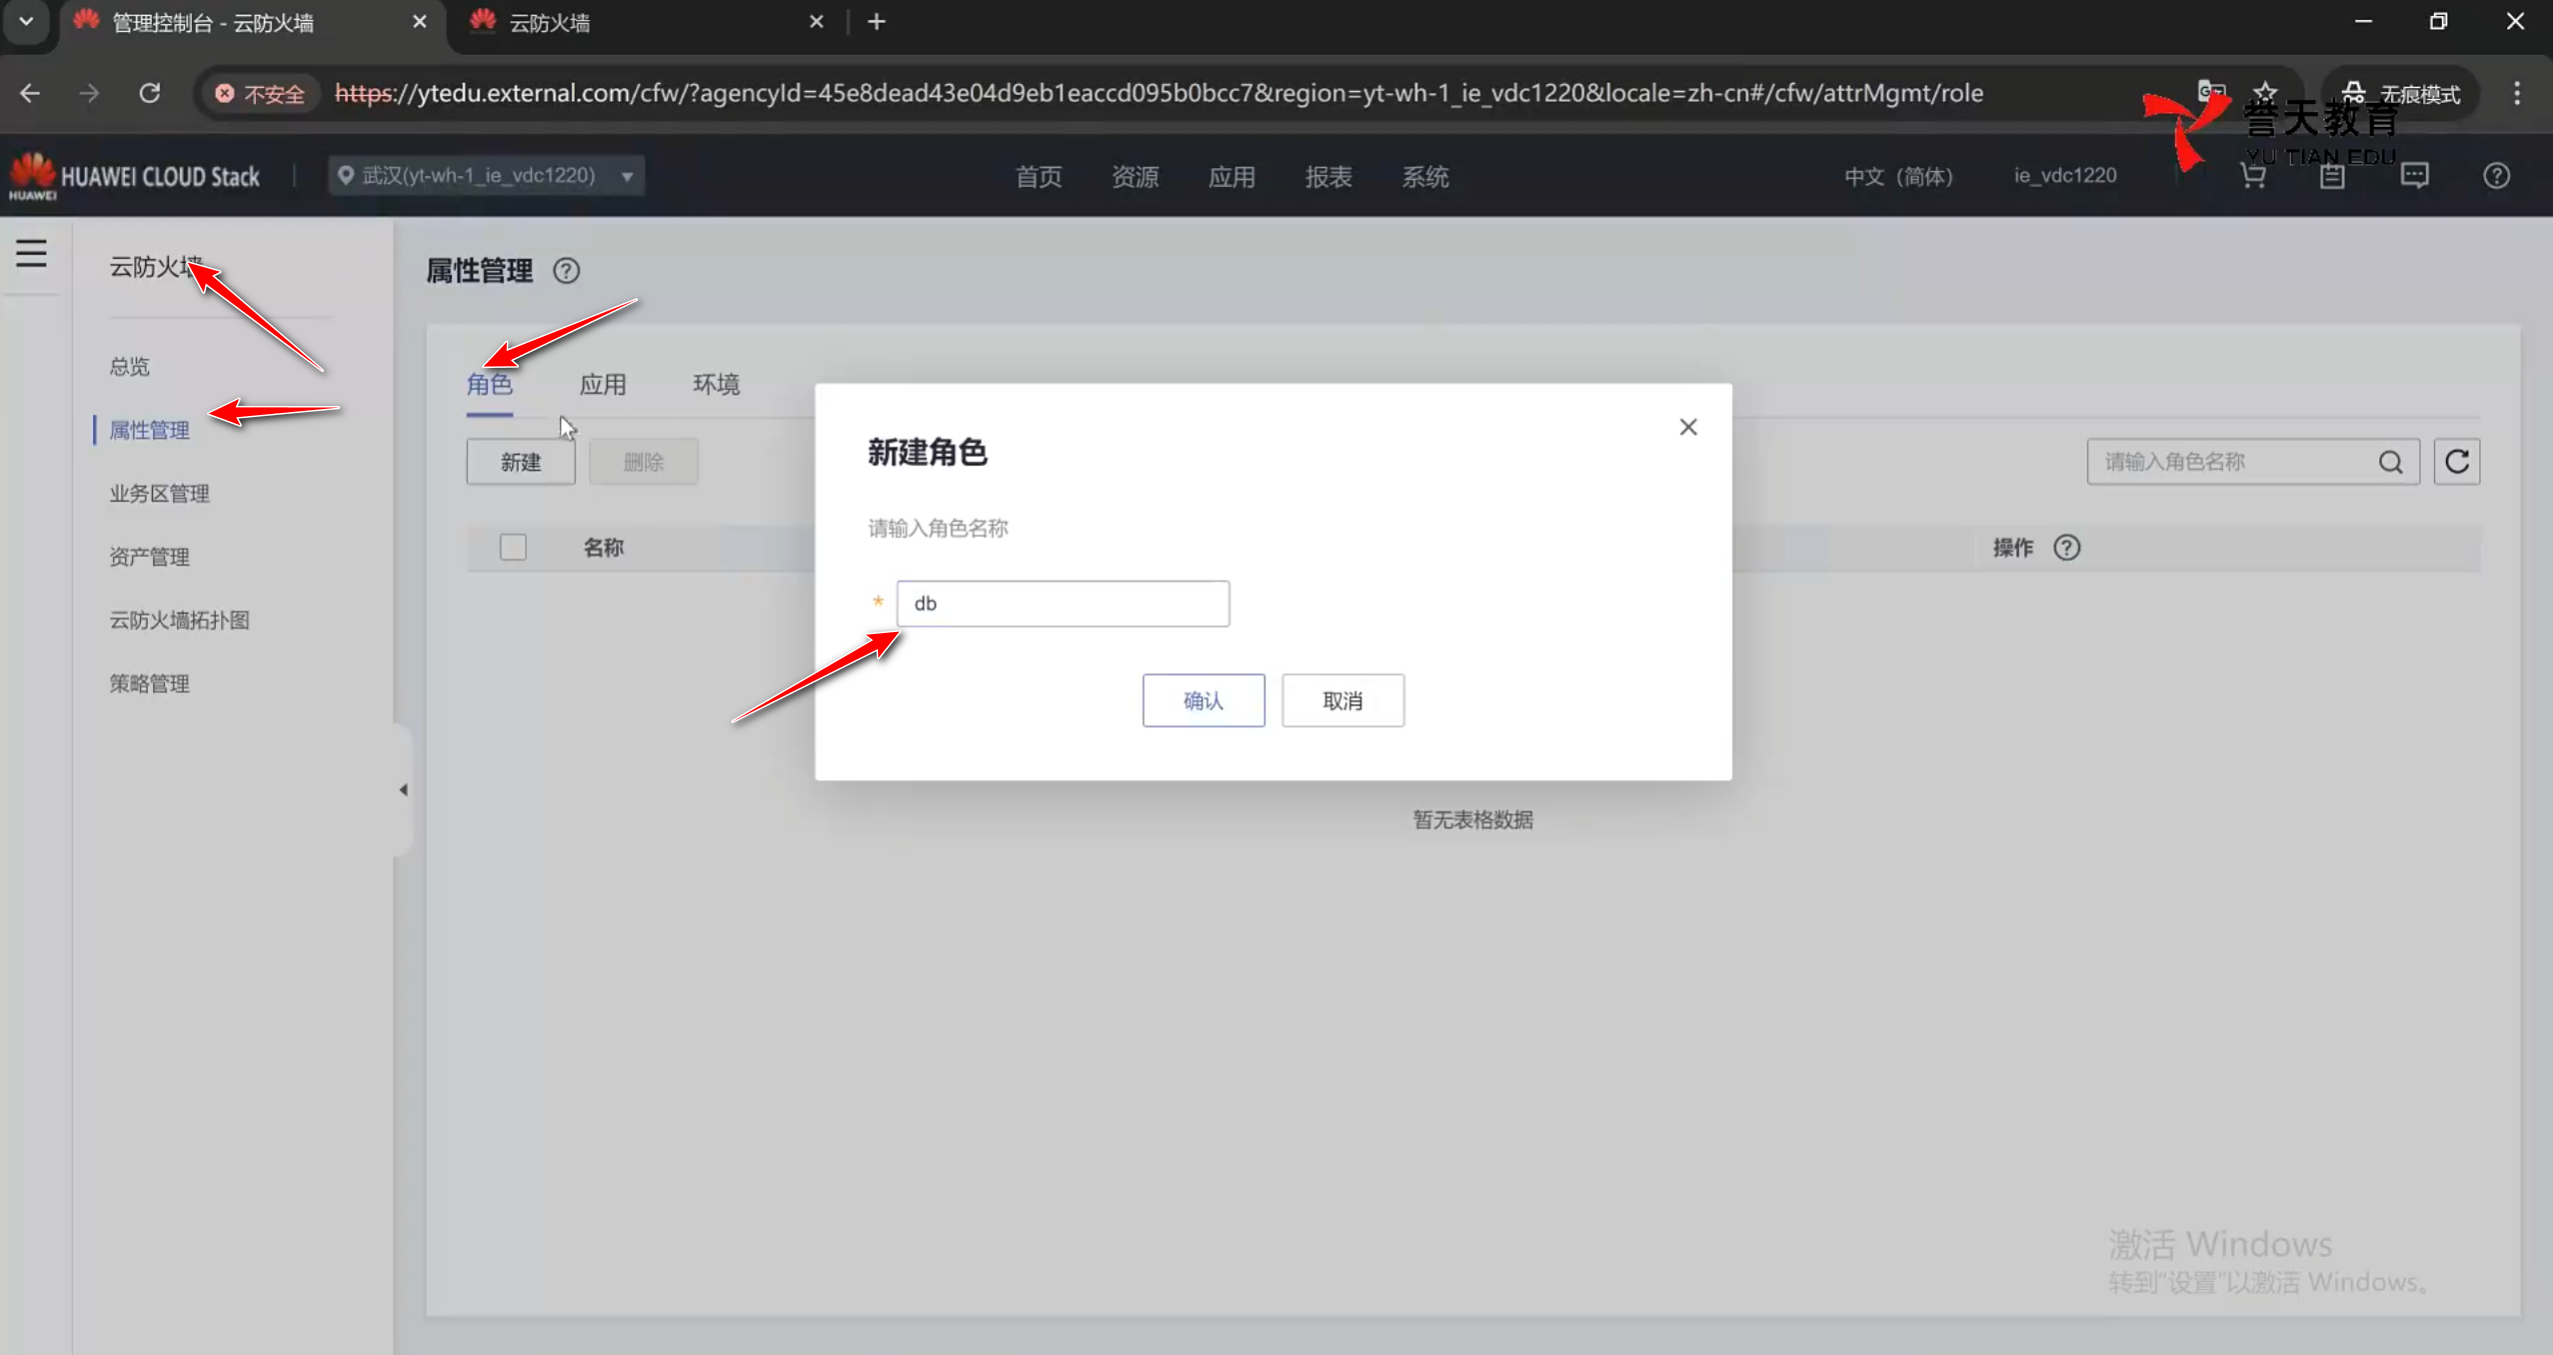 管理控制台 - 云防火墙
云防火墙
不安全 https://ytedu.external.com/cfw/?agencyId=45e8dead43e04d9eb1eaccd095b0bcc7&region=yt-wh-1_ie_vdc1220&locale=zh-cn#/cfw/attrMgmt/role
无痕模式
誉天教育
YU TIAN EDU
HUAWEI
HUAWEI CLOUD Stack
武汉(yt-wh-1_ie_vdc1220)
首页 资源 应用 报表 系统
中文（简体） ie_vdc1220
云防火墙
总览
属性管理
业务区管理
资产管理
云防火墙拓扑图
策略管理
属性管理
角色 应用 环境
新建 删除
请输入角色名称
名称 操作
新建角色
请输入角色名称
* db
确认 取消
暂无表格数据
激活 Windows
转到“设置”以激活 Windows。